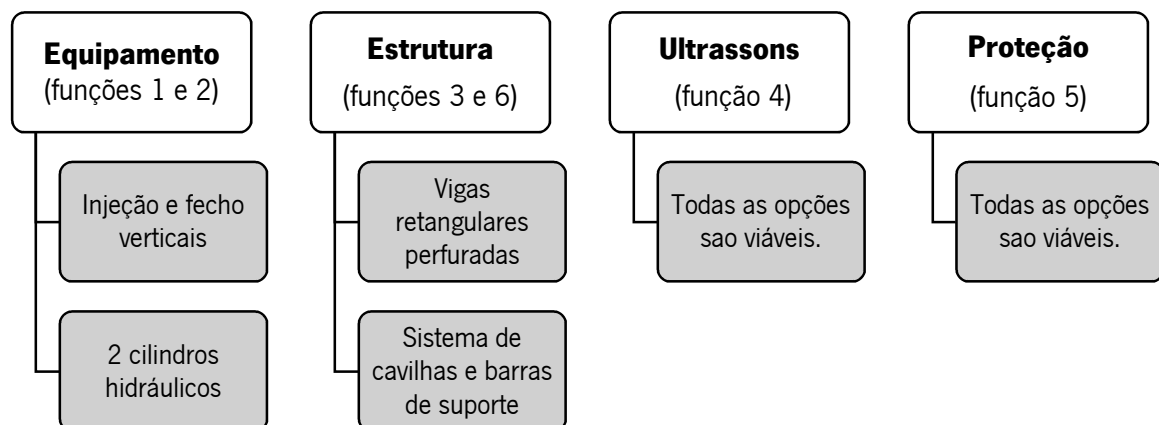 Equipamento
(funções 1 e 2)
Injeção e fecho
verticais
2 cilindros
hidráulicos
Estrutura
(funções 3 e 6)
Vigas
retangulares
perfuradas
Sistema de
cavilhas e barras
de suporte
Ultrassons
(função 4)
Todas as opções
sao viáveis.
Proteção
(função 5)
Todas as opções
sao viáveis.